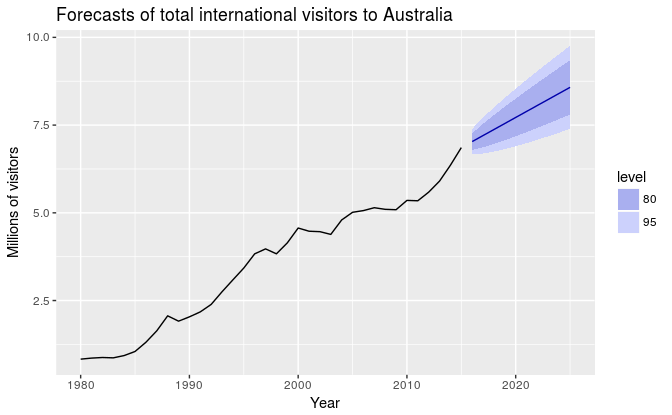 Forecasts of total international visitors to Australia
10.0
7.5
5.0
2.5
Millions of visitors
1980 1990 2000 2010 2020
Year
level
80
95